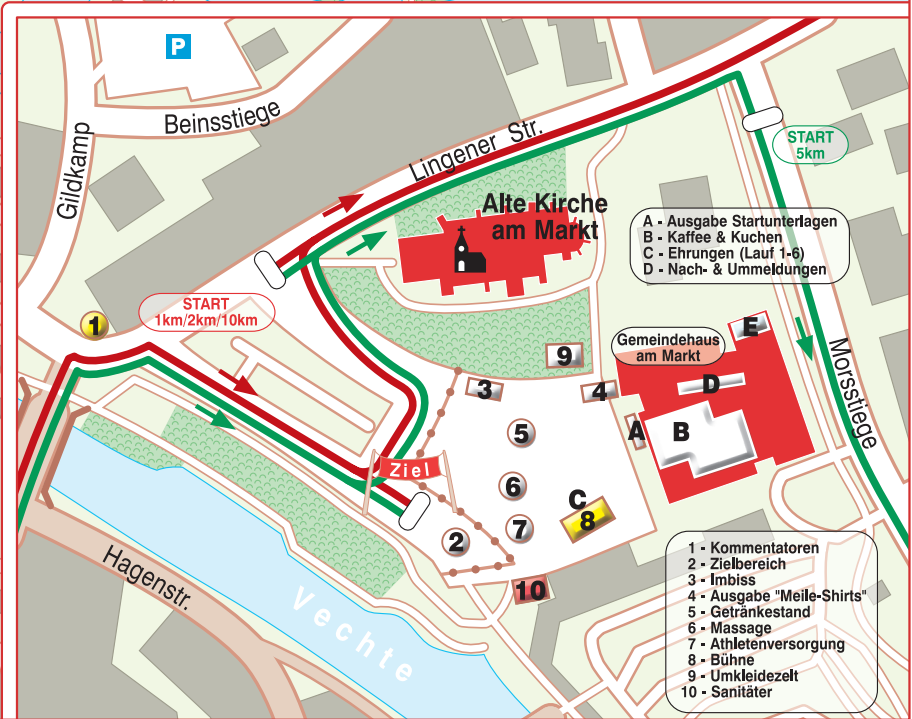 P
Beinsstiege
Gildkamp
Lingener Str.
START
5km
Alte Kirche
am Markt
A - Ausgabe Startunterlagen
B - Kaffee & Kuchen
C - Ehrungen (Lauf 1-6)
D - Nach- & Ummeldungen
START
1km/2km/10km
1
E
Gemeindehaus
am Markt
9
D
3
4
Morsstiege
5
A
B
Ziel
6
C
8
7
2
10
Hagenstr.
Vechte
1 - Kommentatoren
2 - Zielbereich
3 - Imbiss
4 - Ausgabe "Meile-Shirts"
5 - Getränkestand
6 - Massage
7 - Athletenversorgung
8 - Bühne
9 - Umkleidezelt
10 - Sanitäter